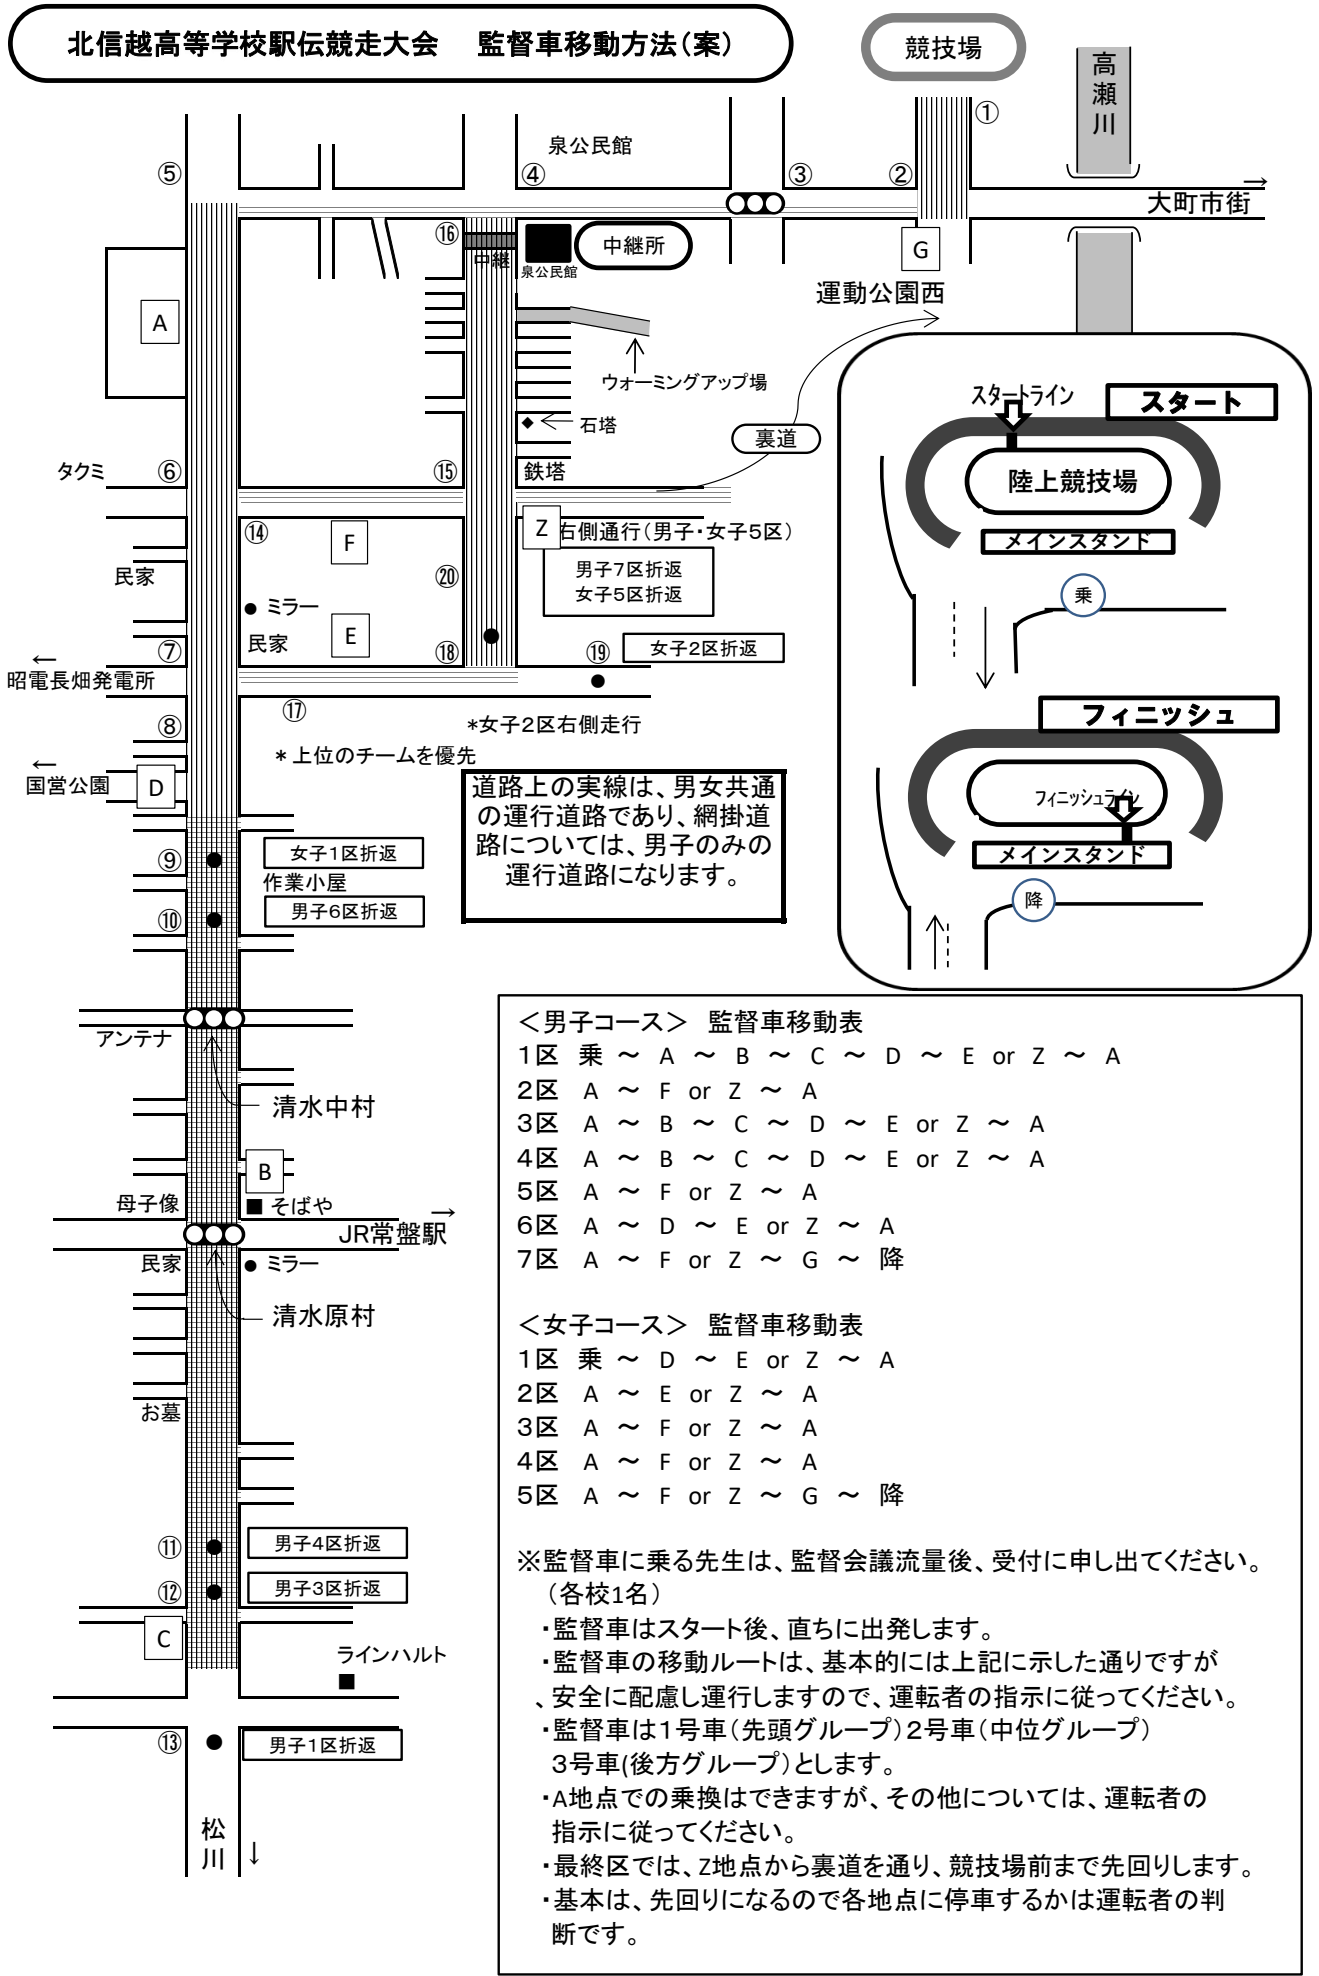 北信越高等学校駅伝競走大会　監督車移動方法（案）
競技場
高瀬川
①
泉公民館
⑤
④
③
②
→
大町市街
⑯
中継
泉公民館
中継所
G
運動公園西
A
ウォーミングアップ場
石塔
裏道
タクミ
⑥
⑮
鉄塔
⑭
F
Z
右側通行（男子・女子５区）
男子７区折返
女子５区折返
民家
⑳
ミラー
民家
E
⑦
⑱
⑲
女子２区折返
←
昭電長畑発電所
⑰
⑧
＊女子２区右側走行
＊上位のチームを優先
←
国営公園
D
道路上の実線は、男女共通
の運行道路であり、網掛道
路については、男子のみの
運行道路になります。
⑨
女子１区折返
作業小屋
⑩
男子６区折返
スタートライン
スタート
陸上競技場
メインスタンド
乗
フィニッシュ
フィニッシュライン
メインスタンド
降
アンテナ
清水中村
B
母子像
そばや
→
JR常盤駅
民家
ミラー
清水原村
お墓
⑪
男子４区折返
⑫
男子３区折返
C
ラインハルト
⑬
男子１区折返
松川
↓
＜男子コース＞　監督車移動表
１区　乗　～　A　～　B　～　C　～　D　～　E　or　Z　～　A
２区　A　～　F　or　Z　～　A
３区　A　～　B　～　C　～　D　～　E　or　Z　～　A
４区　A　～　B　～　C　～　D　～　E　or　Z　～　A
５区　A　～　F　or　Z　～　A
６区　A　～　D　～　E　or　Z　～　A
７区　A　～　F　or　Z　～　G　～　降
＜女子コース＞　監督車移動表
１区　乗　～　D　～　E　or　Z　～　A
２区　A　～　E　or　Z　～　A
３区　A　～　F　or　Z　～　A
４区　A　～　F　or　Z　～　A
５区　A　～　F　or　Z　～　G　～　降
※監督車に乗る先生は、監督会議流量後、受付に申し出てください。
（各校1名）
・監督車はスタート後、直ちに出発します。
・監督車の移動ルートは、基本的には上記に示した通りですが
、安全に配慮し運行しますので、運転者の指示に従ってください。
・監督車は１号車（先頭グループ）２号車（中位グループ）
３号車(後方グループ）とします。
・A地点での乗換はできますが、その他については、運転者の
指示に従ってください。
・最終区では、Z地点から裏道を通り、競技場前まで先回りします。
・基本は、先回りになるので各地点に停車するかは運転者の判
断です。